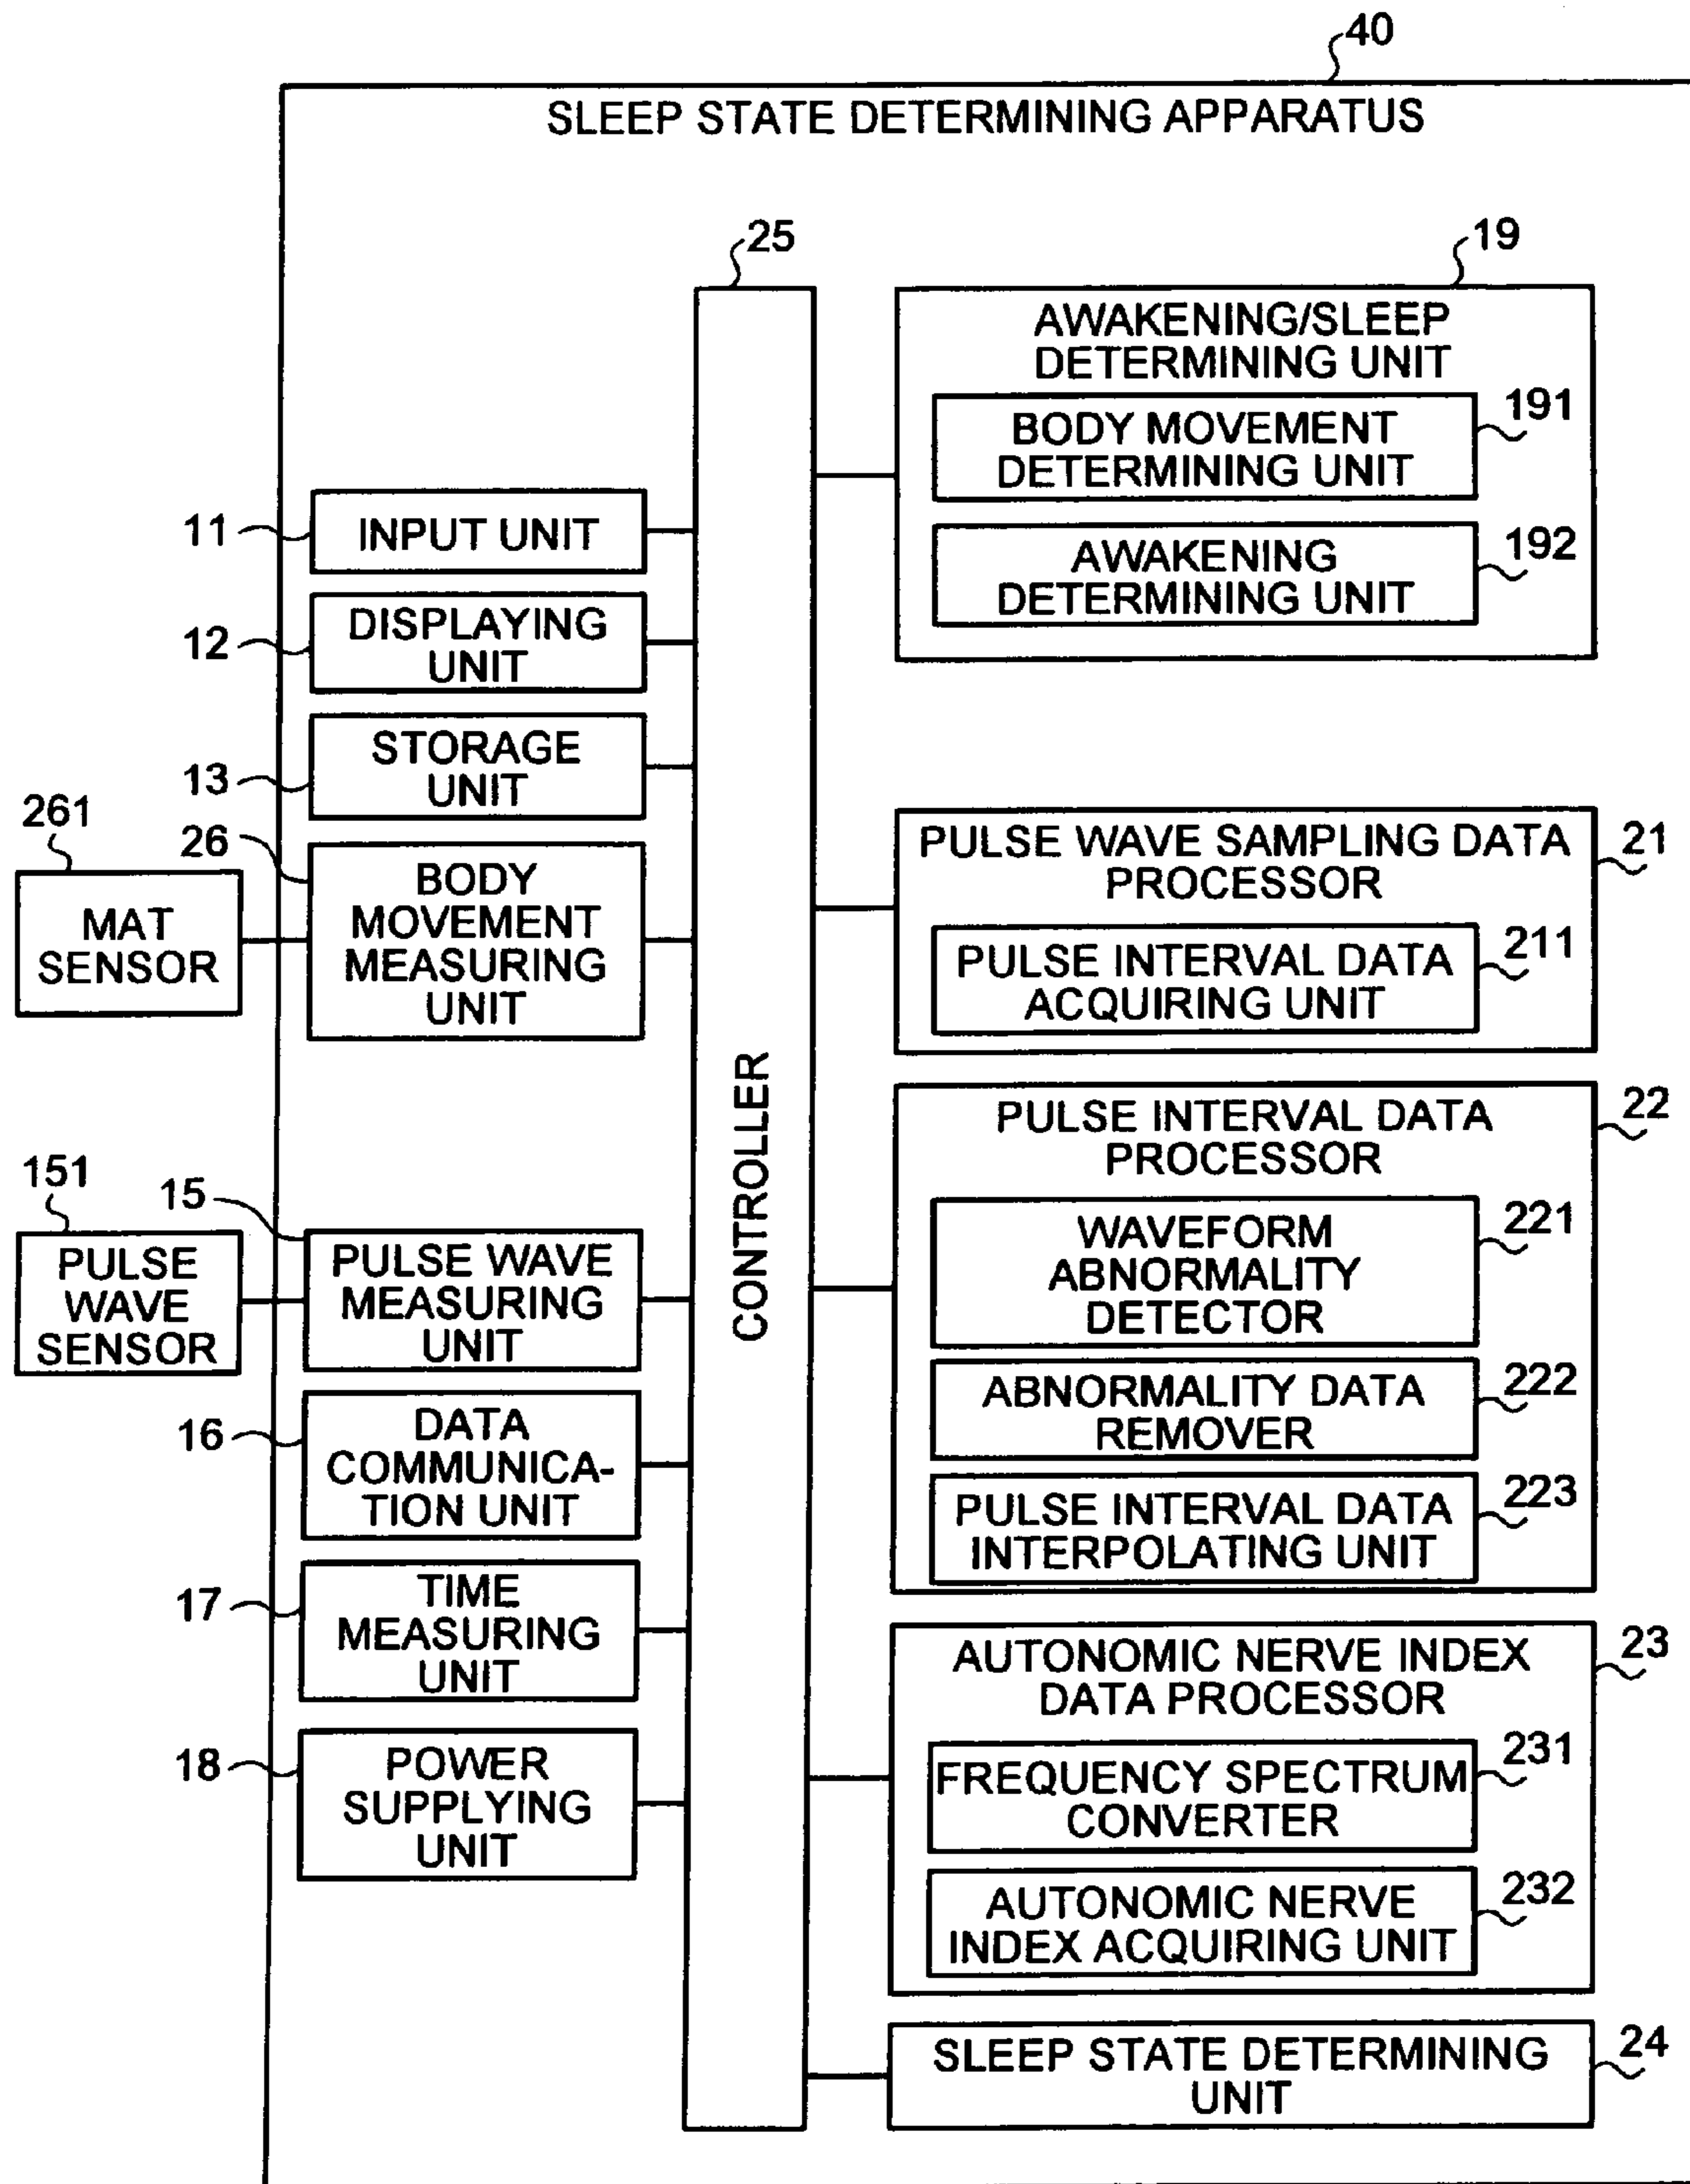 40
SLEEP STATE DETERMINING APPARATUS
25
19
AWAKENING/SLEEP
DETERMINING UNIT
191
BODY MOVEMENT
DETERMINING UNIT
192
AWAKENING
DETERMINING UNIT
11
INPUT UNIT
12
DISPLAYING
UNIT
13
STORAGE
UNIT
261
MAT
SENSOR
26
BODY
MOVEMENT
MEASURING
UNIT
151
PULSE
WAVE
SENSOR
15
PULSE WAVE
MEASURING
UNIT
16
DATA
COMMUNICA-
TION UNIT
17
TIME
MEASURING
UNIT
18
POWER
SUPPLYING
UNIT
CONTROLLER
21
PULSE WAVE SAMPLING DATA
PROCESSOR
211
PULSE INTERVAL DATA
ACQUIRING UNIT
22
PULSE INTERVAL DATA
PROCESSOR
221
WAVEFORM
ABNORMALITY
DETECTOR
222
ABNORMALITY DATA
REMOVER
223
PULSE INTERVAL DATA
INTERPOLATING UNIT
23
AUTONOMIC NERVE INDEX
DATA PROCESSOR
231
FREQUENCY SPECTRUM
CONVERTER
232
AUTONOMIC NERVE
INDEX ACQUIRING UNIT
24
SLEEP STATE DETERMINING
UNIT